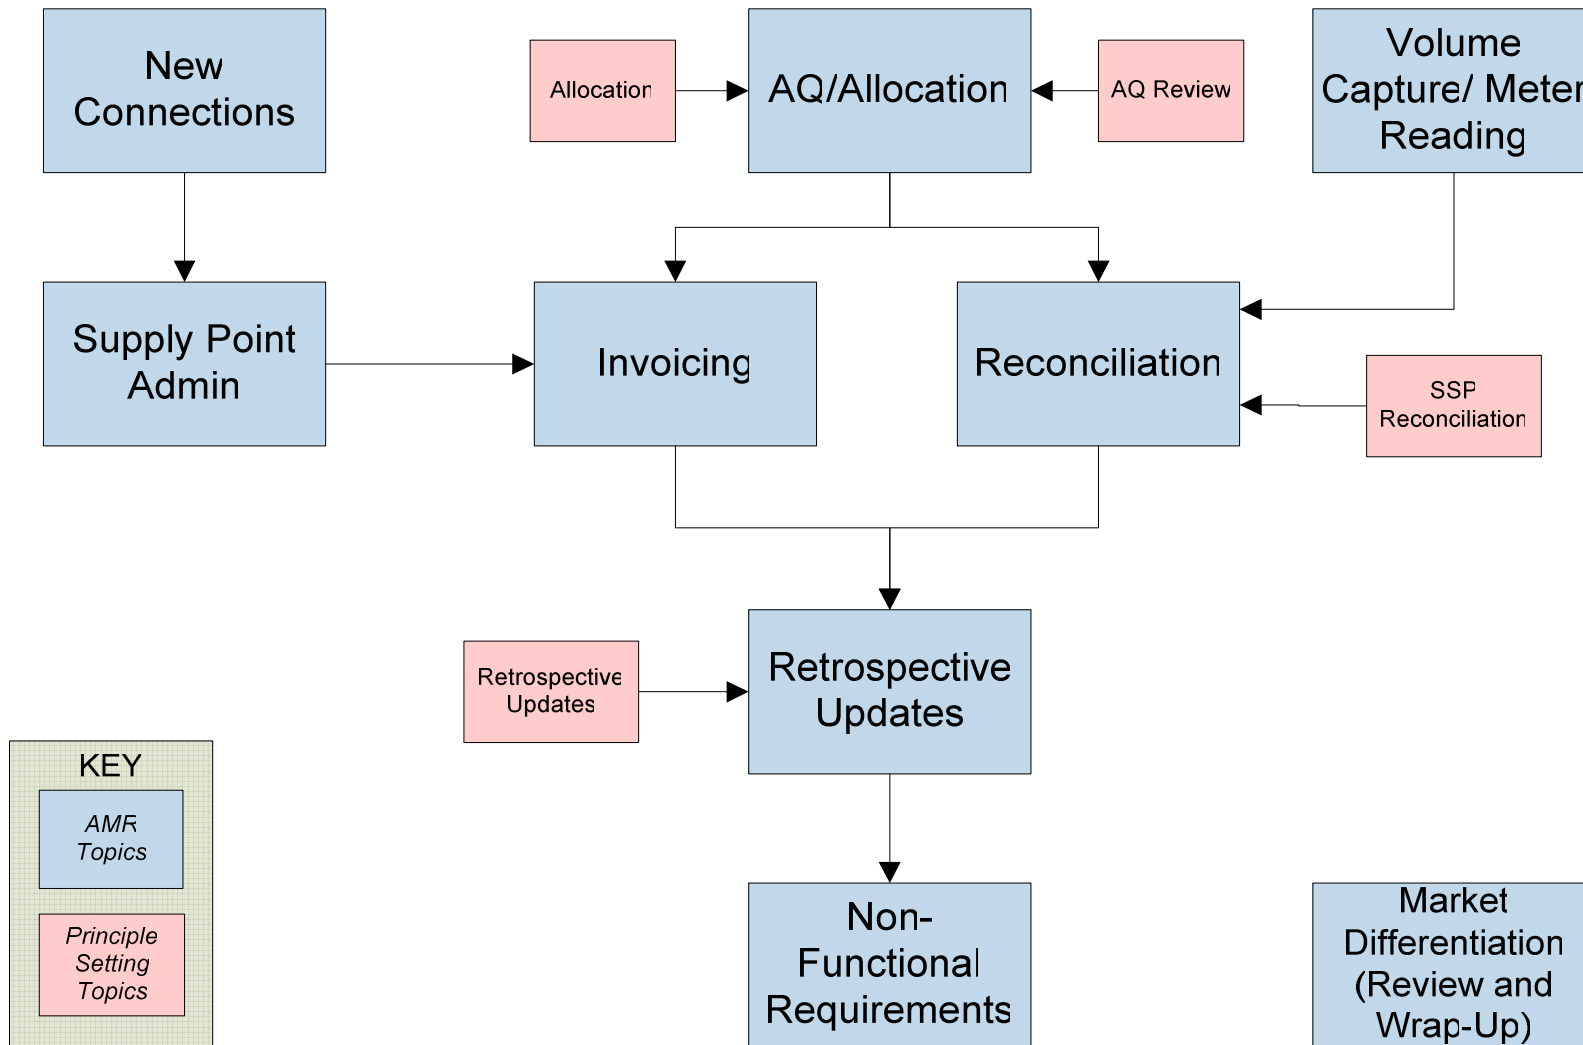 New
Connections
Allocation
AQ/Allocation
AQ Review
Volume
Capture/ Meter
Reading
Supply Point
Admin
Invoicing
Reconciliation
SSP
Reconciliation
Retrospective
Updates
Retrospective
Updates
KEY
AMR
Topics
Principle
Setting
Topics
Non-
Functional
Requirements
Market
Differentiation
(Review and
Wrap-Up)